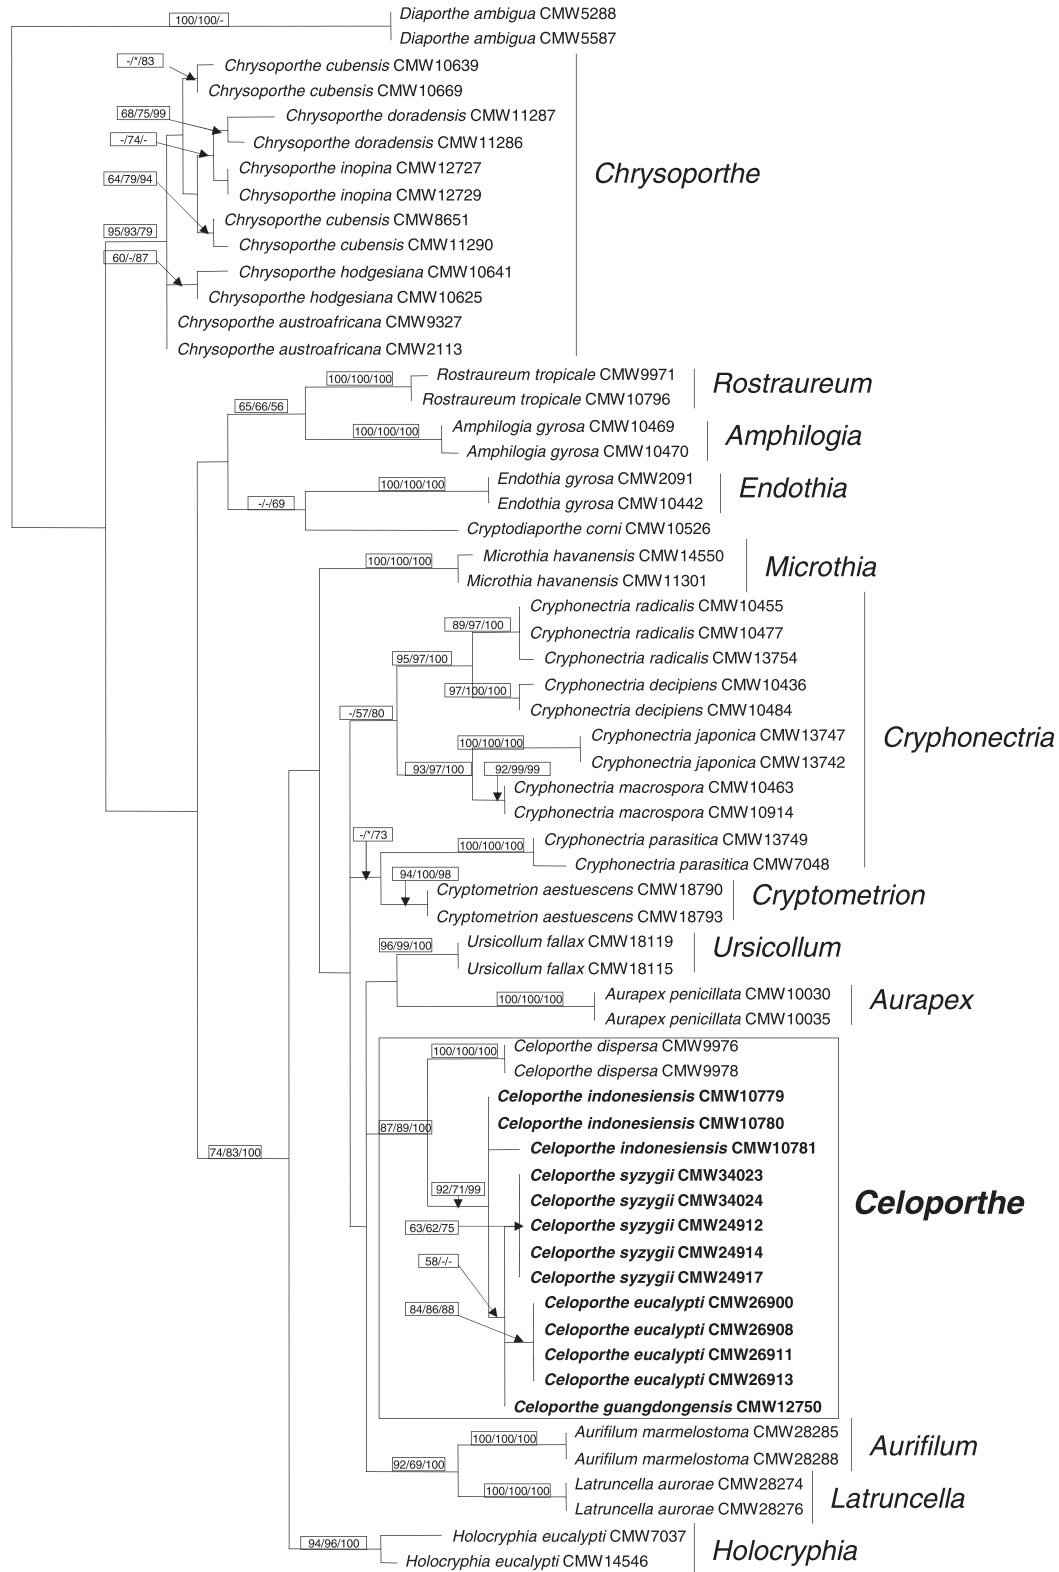 100/100/-
Diaporthe ambigua CMW5288
Diaporthe ambigua CMW5587
-/*/83
Chrysoporthe cubensis CMW10639
Chrysoporthe cubensis CMW10669
68/75/99
Chrysoporthe doradensis CMW11287
-/74/-
Chrysoporthe doradensis CMW11286
Chrysoporthe inopina CMW12727
Chrysoporthe
64/79/94
Chrysoporthe inopina CMW12729
Chrysoporthe cubensis CMW8651
95/93/79
Chrysoporthe cubensis CMW11290
60/-/87
Chrysoporthe hodgesiana CMW10641
Chrysoporthe hodgesiana CMW10625
Chrysoporthe austroafricana CMW9327
Chrysoporthe austroafricana CMW2113
100/100/100
Rostraureum tropicale CMW9971
Rostraureum
Rostraureum tropicale CMW10796
65/66/56
100/100/100
Amphilogia gyrosa CMW10469
Amphilogia
Amphilogia gyrosa CMW10470
100/100/100
Endothia gyrosa CMW2091
Endothia
-/-/69
Endothia gyrosa CMW10442
Cryptodiaporthe corni CMW10526
100/100/100
Microthia havanensis CMW14550
Microthia
Microthia havanensis CMW11301
Cryphonectria radicalis CMW10455
89/97/100
Cryphonectria radicalis CMW10477
95/97/100
Cryphonectria radicalis CMW13754
97/100/100
Cryphonectria decipiens CMW10436
-/57/80
Cryphonectria decipiens CMW10484
100/100/100
Cryphonectria japonica CMW13747
Cryphonectria
93/97/100
92/99/99
Cryphonectria japonica CMW13742
Cryphonectria macrospora CMW10463
Cryphonectria macrospora CMW10914
-/*/73
100/100/100
Cryphonectria parasitica CMW13749
Cryphonectria parasitica CMW7048
94/100/98
Cryptometrion aestuescens CMW18790
Cryptometrion
Cryptometrion aestuescens CMW18793
96/99/100
Ursicollum fallax CMW18119
Ursicollum
Ursicollum fallax CMW18115
100/100/100
Aurapex penicillata CMW10030
Aurapex
Aurapex penicillata CMW10035
100/100/100
Celoporthe dispersa CMW9976
Celoporthe dispersa CMW9978
Celoporthe indonesiensis CMW10779
87/89/100
Celoporthe indonesiensis CMW10780
74/83/100
Celoporthe indonesiensis CMW10781
Celoporthe syzygii CMW34023
92/71/99
Celoporthe syzygii CMW34024
Celoporthe
63/62/75
Celoporthe syzygii CMW24912
Celoporthe syzygii CMW24914
58/-/-
Celoporthe syzygii CMW24917
84/86/88
Celoporthe eucalypti CMW26900
Celoporthe eucalypti CMW26908
Celoporthe eucalypti CMW26911
Celoporthe eucalypti CMW26913
Celoporthe guangdongensis CMW12750
100/100/100
Aurifilum marmelostoma CMW28285
Aurifilum
92/69/100
Aurifilum marmelostoma CMW28288
100/100/100
Latruncella aurorae CMW28274
Latruncella
Latruncella aurorae CMW28276
94/96/100
Holocryphia eucalypti CMW7037
Holocryphia
Holocryphia eucalypti CMW14546